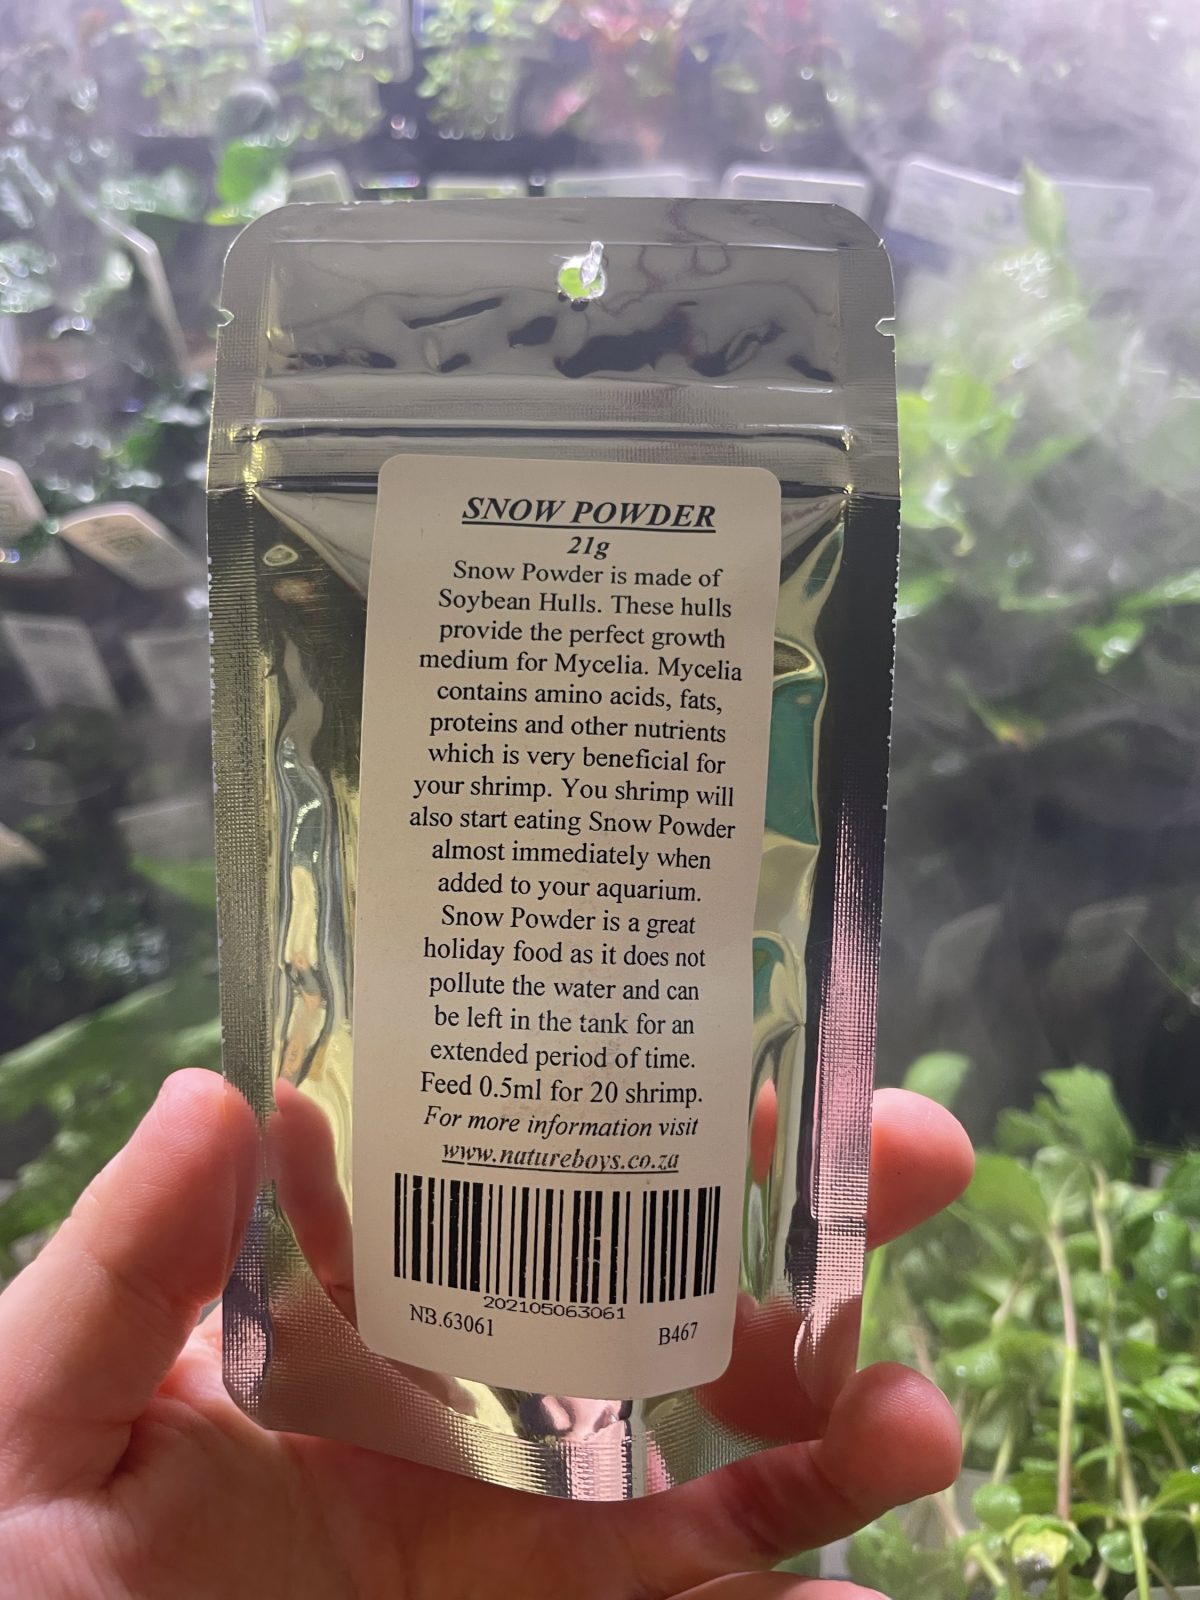 SNOW POWDER
21g
Snow Powder is made of
Soybean Hulls. These hulls
provide the perfect growth
medium for Mycelia. Mycelia
contains amino acids, fats,
proteins and other nutrients
which is very beneficial for
your shrimp. You shrimp will
also start eating Snow Powder
almost immediately when
added to your aquarium.
Snow Powder is a great
holiday food as it does not
pollute the water and can
be left in the tank for an
extended period of time.
Feed 0.5ml for 20 shrimp.
For more information visit
www.natureboys.co.za
202105063061
NB.63061 B467